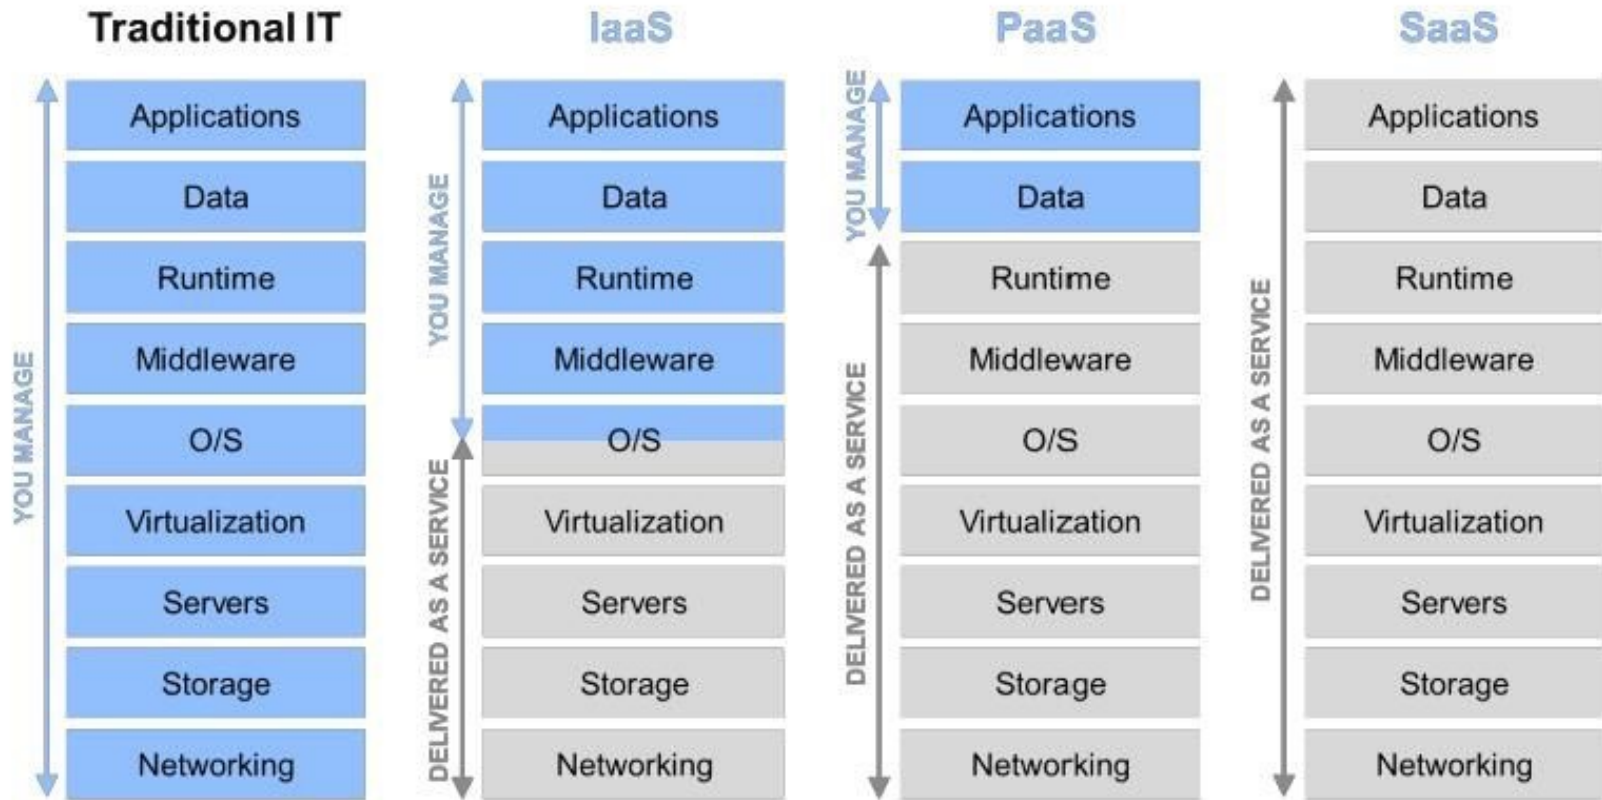 Traditional IT
YOU MANAGE
Applications
Data
Runtime
Middleware
O/S
Virtualization
Servers
Storage
Networking
IaaS
YOU MANAGE
DELIVERED AS A SERVICE
Applications
Data
Runtime
Middleware
O/S
Virtualization
Servers
Storage
Networking
PaaS
YOU MANAGE
DELIVERED AS A SERVICE
Applications
Data
Runtime
Middleware
O/S
Virtualization
Servers
Storage
Networking
SaaS
DELIVERED AS A SERVICE
Applications
Data
Runtime
Middleware
O/S
Virtualization
Servers
Storage
Networking